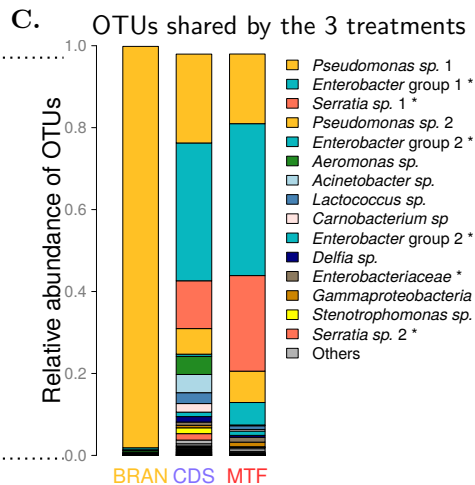 C.
OTUs shared by the 3 treatments
Relative abundance of OTUs
1.0
0.8
0.6
0.4
0.2
0.0
BRAN CDS MTF
Pseudomonas sp. 1
Enterobacter group 1 *
Serratia sp. 1 *
Pseudomonas sp. 2
Enterobacter group 2 *
Aeromonas sp.
Acinetobacter sp.
Lactococcus sp.
Carnobacterium sp
Enterobacter group 2 *
Delfia sp.
Enterobacteriaceae *
Gammaproteobacteria
Stenotrophomonas sp.
Serratia sp. 2 *
Others